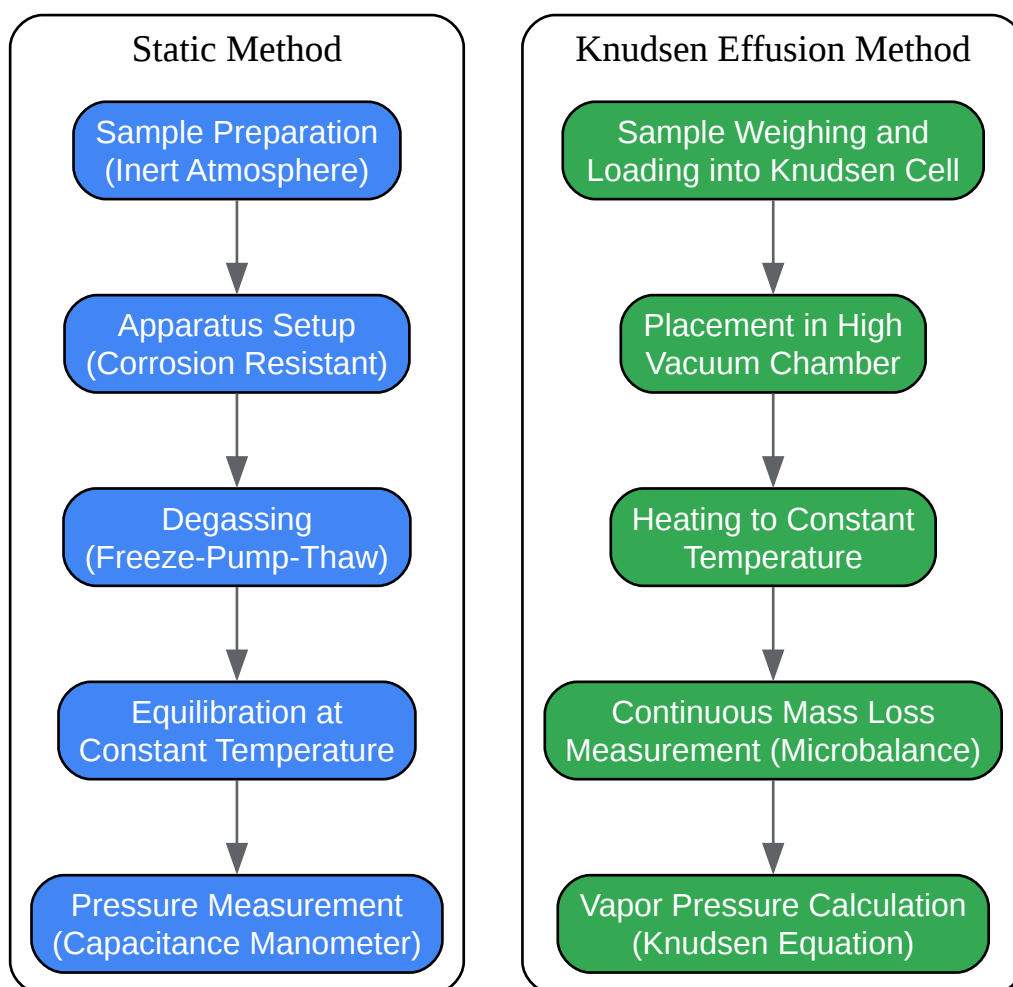 Static Method
Sample Preparation
(Inert Atmosphere)
Apparatus Setup
(Corrosion Resistant)
Degassing
(Freeze-Pump-Thaw)
Equilibration at
Constant Temperature
Pressure Measurement
(Capacitance Manometer)
Knudsen Effusion Method
Sample Weighing and
Loading into Knudsen Cell
Placement in High
Vacuum Chamber
Heating to Constant
Temperature
Continuous Mass Loss
Measurement (Microbalance)
Vapor Pressure Calculation
(Knudsen Equation)